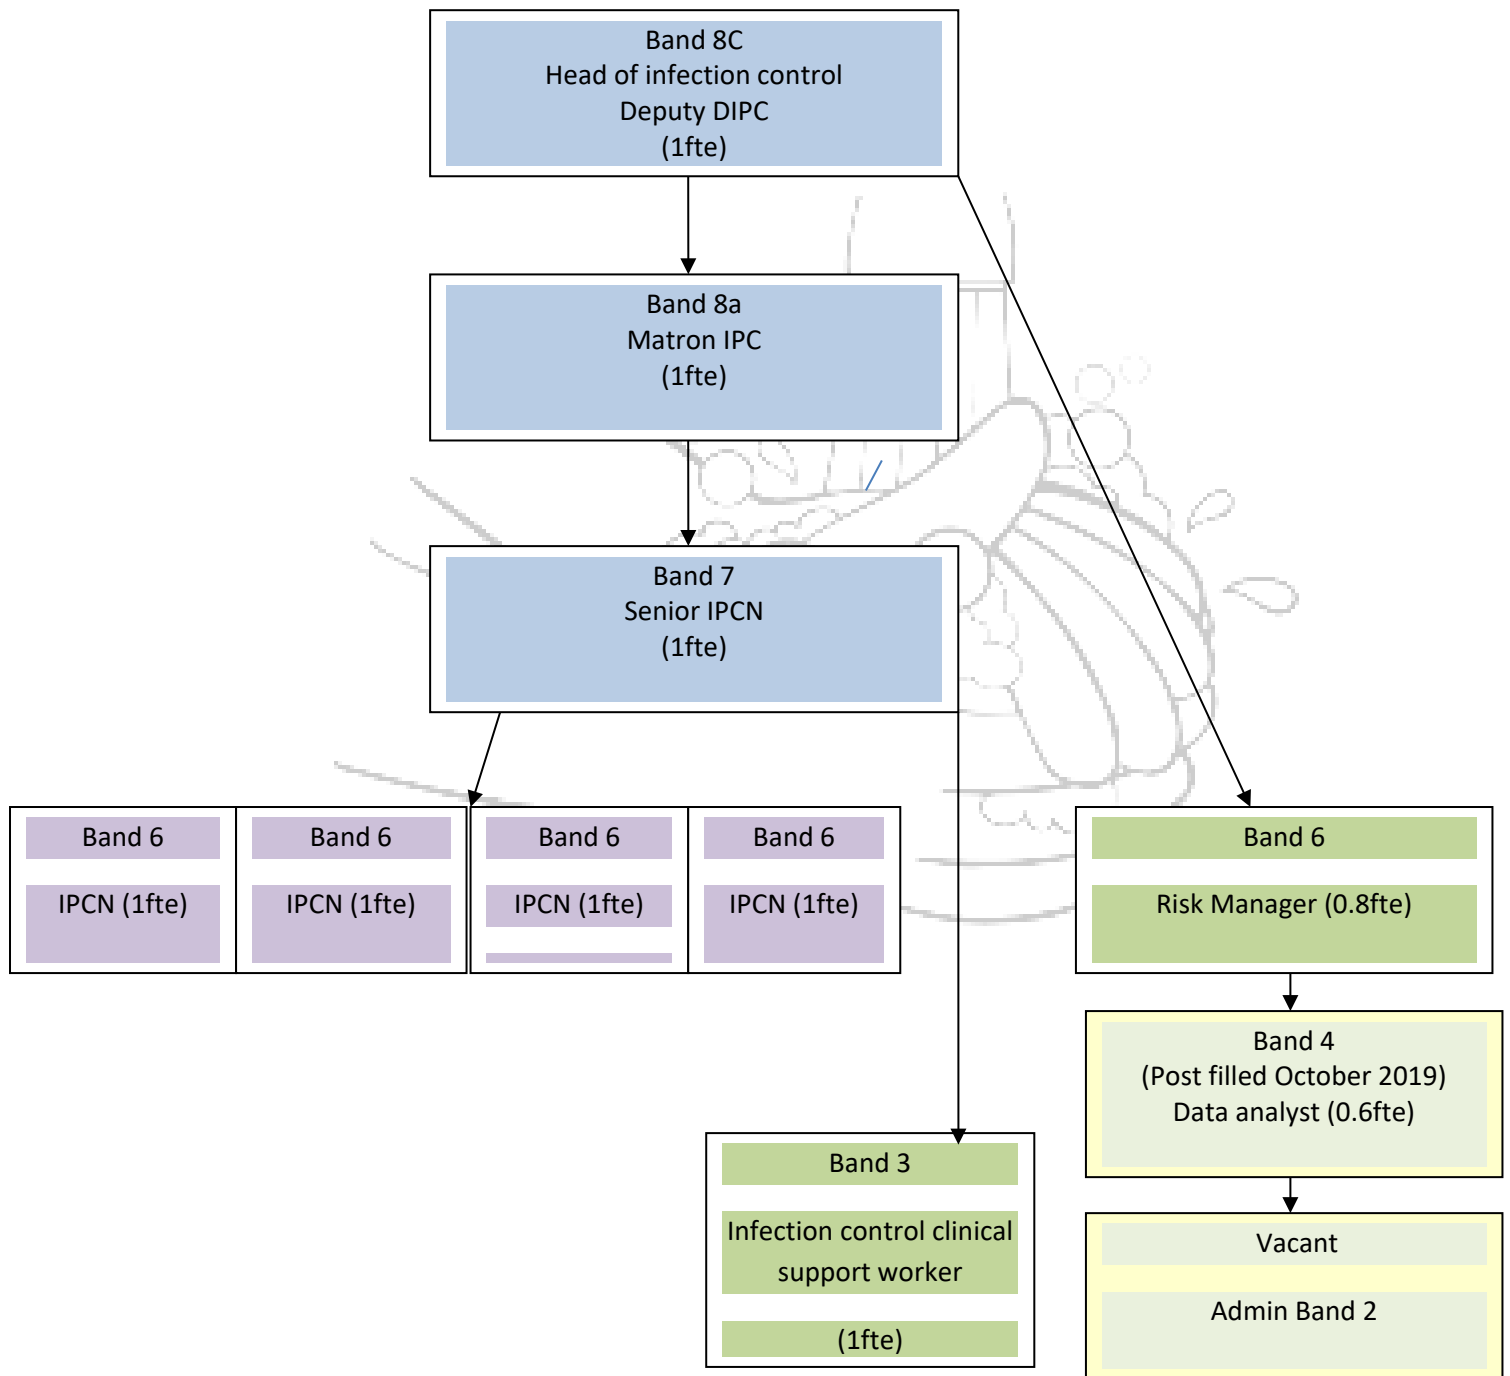 Band 8C
Head of infection control
Deputy DIPC
(1fte)
Band 8a
Matron IPC
(1fte)
Band 7
Senior IPCN
(1fte)
Band 6
IPCN (1fte)
Band 6
IPCN (1fte)
Band 6
IPCN (1fte)
Band 6
IPCN (1fte)
Band 6
Risk Manager (0.8fte)
Band 4
(Post filled October 2019)
Data analyst (0.6fte)
Band 3
Infection control clinical
support worker
(1fte)
Vacant
Admin Band 2